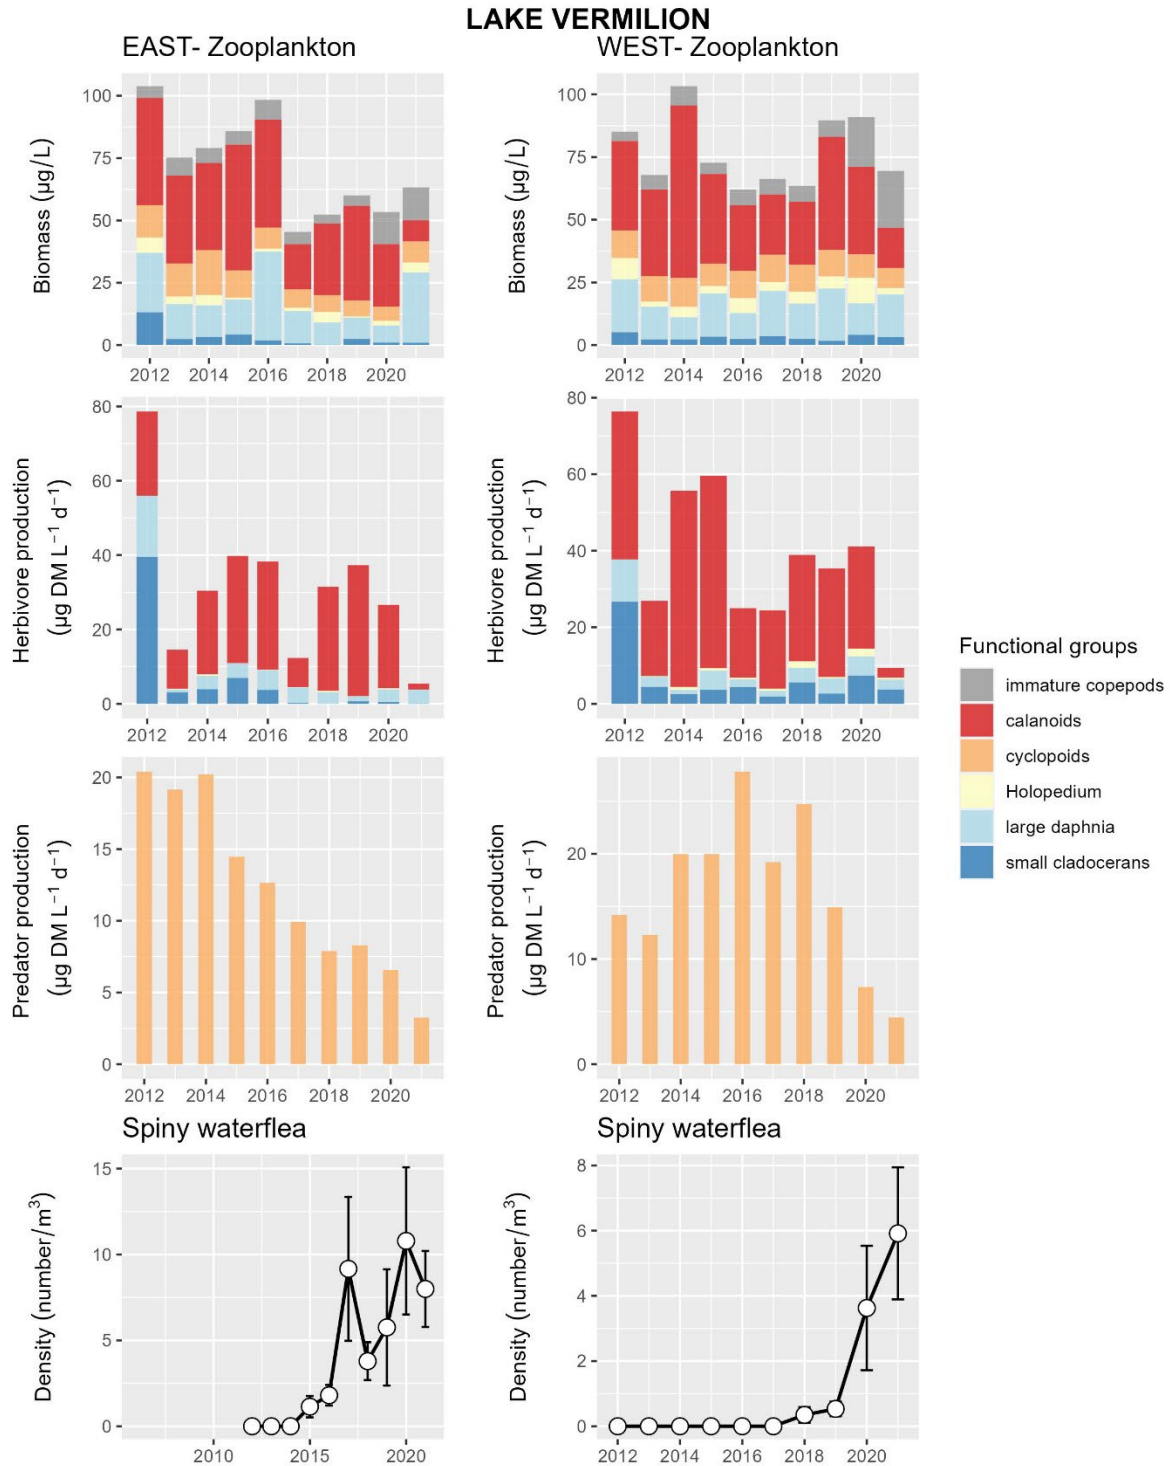 LAKE VERMILION
EAST- Zooplankton
WEST- Zooplankton
Biomass (µg/L)
100
75
50
25
0
2012 2014 2016 2018 2020
Biomass (µg/L)
100
75
50
25
0
2012 2014 2016 2018 2020
Herbivore production
(µg DM L⁻¹ d⁻¹)
80
60
40
20
0
2012 2014 2016 2018 2020
Herbivore production
(µg DM L⁻¹ d⁻¹)
80
60
40
20
0
2012 2014 2016 2018 2020
Functional groups
immature copepods
calanoids
cyclopoids
Holopedium
large daphnia
small cladocerans
Predator production
(µg DM L⁻¹ d⁻¹)
20
15
10
5
0
2012 2014 2016 2018 2020
Predator production
(µg DM L⁻¹ d⁻¹)
20
10
0
2012 2014 2016 2018 2020
Spiny waterflea
Spiny waterflea
Density (number/m³)
15
10
5
0
2010 2015 2020
Density (number/m³)
8
6
4
2
0
2012 2014 2016 2018 2020